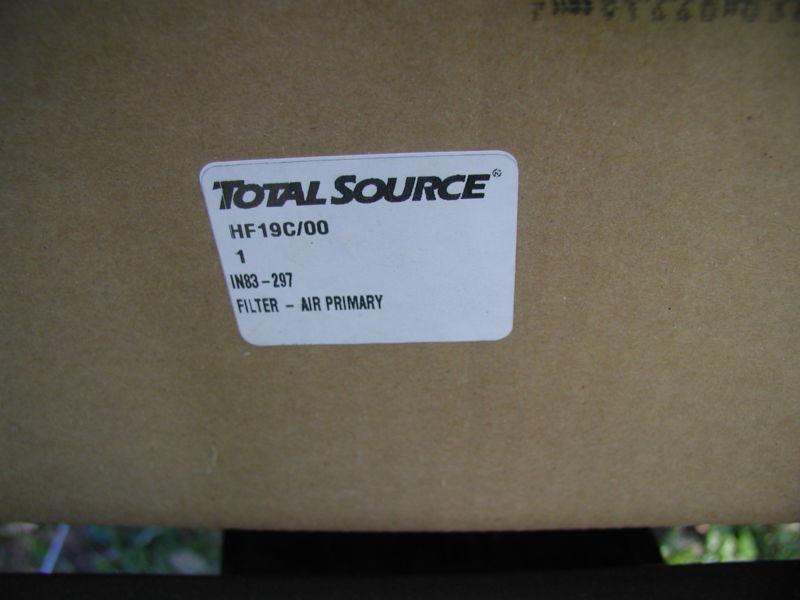 TOTAL SOURCE®
HF19C/00
1
IN83-297
FILTER - AIR PRIMARY